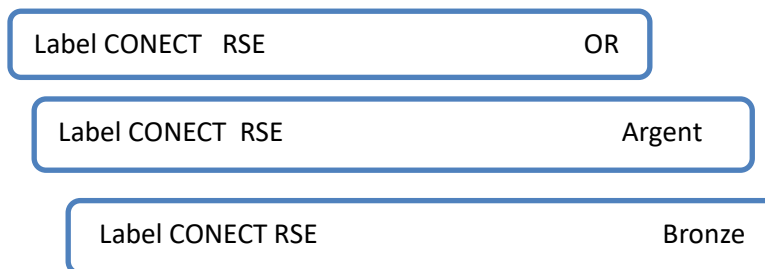 Label CONECT RSE OR
Label CONECT RSE Argent
Label CONECT RSE Bronze